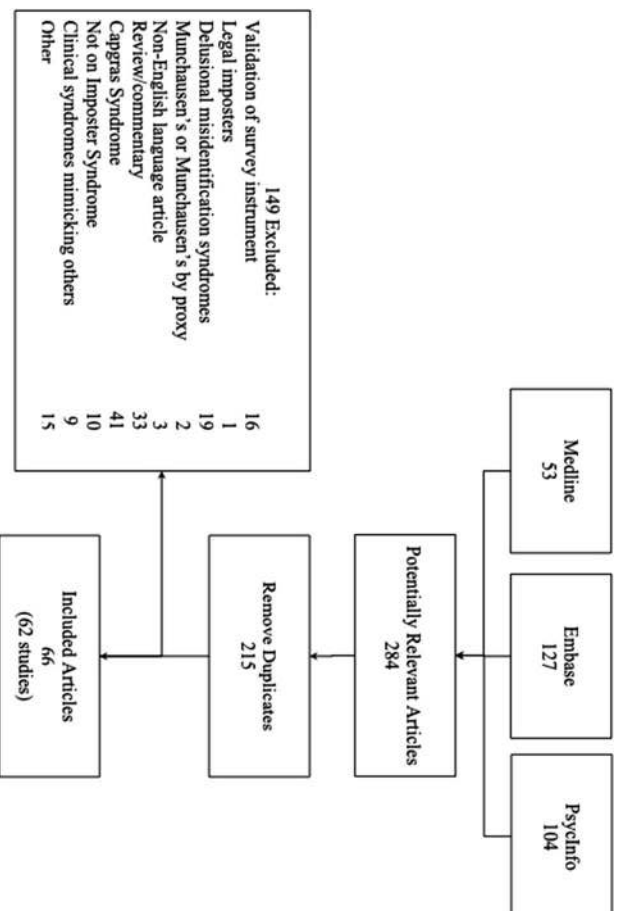 Medline
53
Embase
127
PsycInfo
104
Potentially Relevant Articles
284
Remove Duplicates
215
149 Excluded:
Validation of survey instrument 16
Legal imposters 1
Delusional misidentification syndromes 19
Munchausen's or Munchausen's by proxy 2
Non-English language article 3
Review/commentary 33
Capgras Syndrome 41
Not on Imposter Syndrome 10
Clinical syndromes mimicking others 9
Other 15
Included Articles
66
(62 studies)